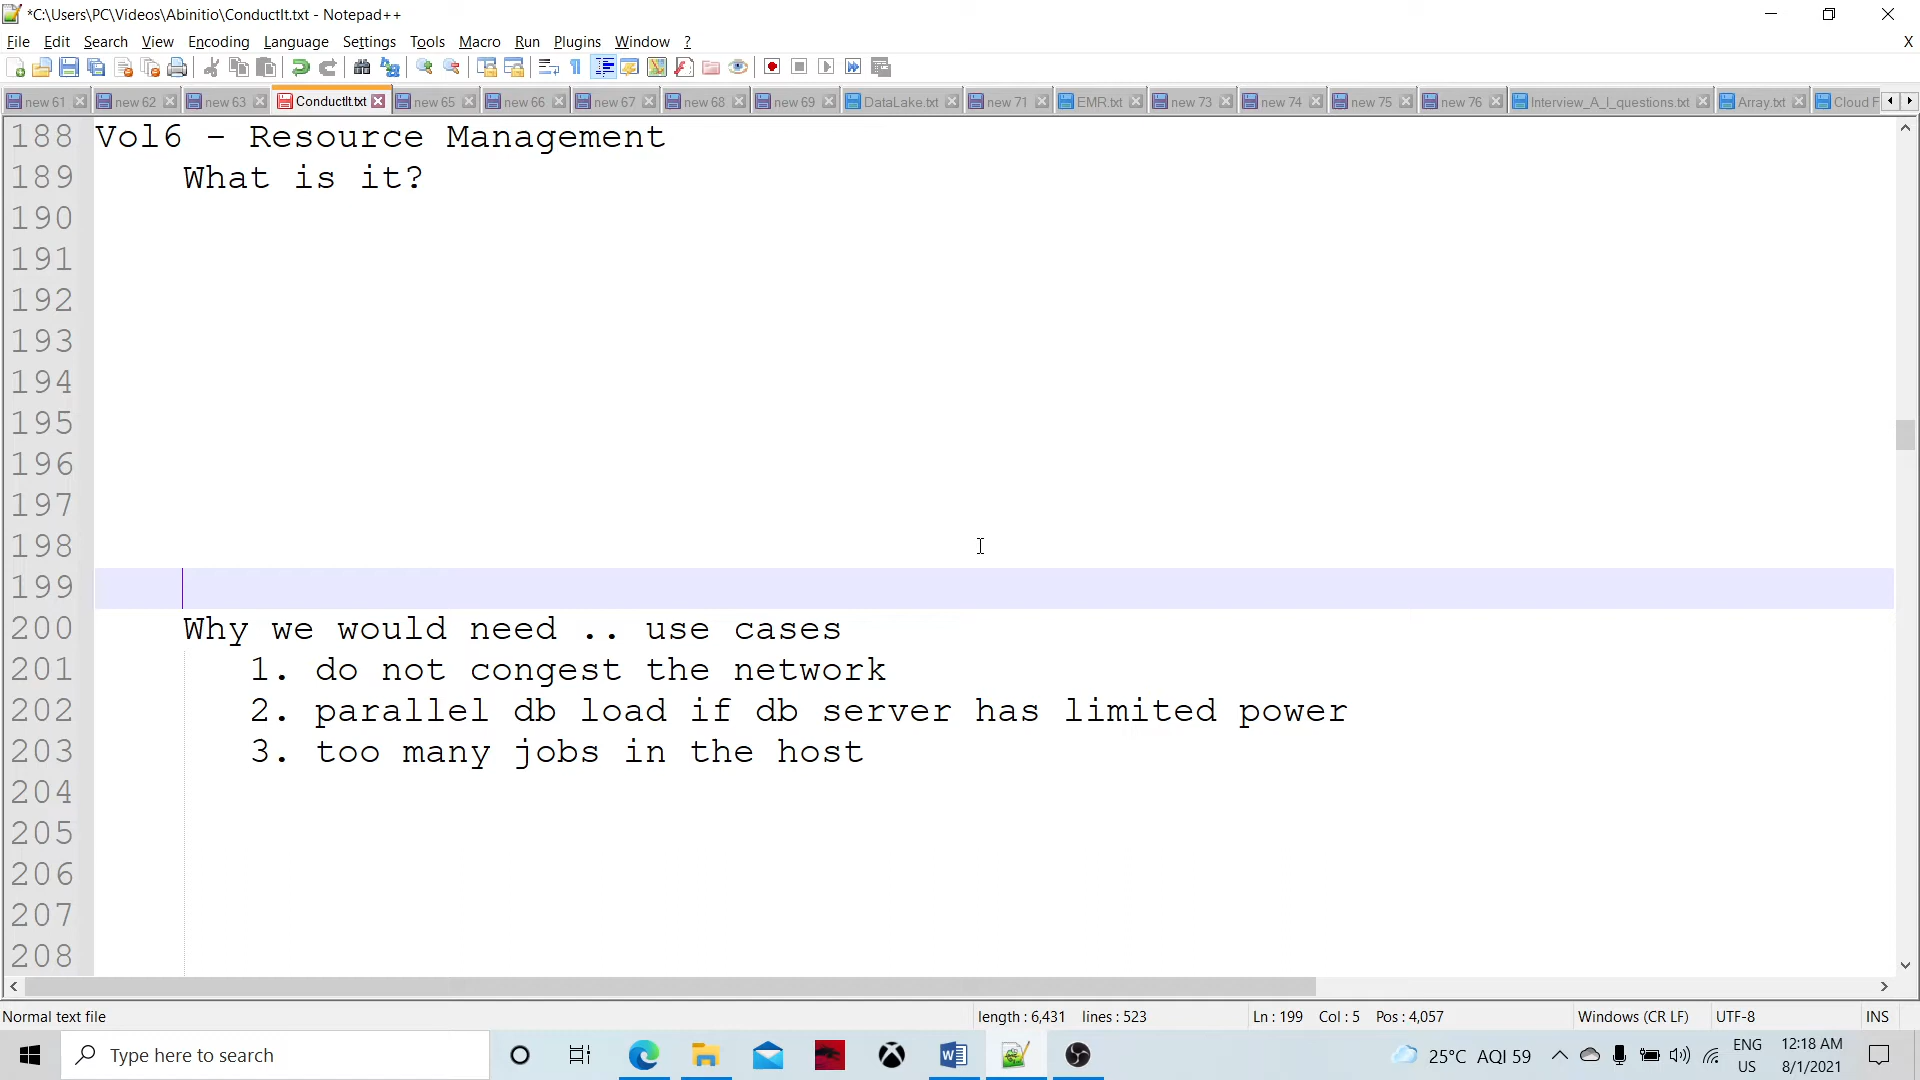 *C:\Users\PC\Videos\Abinitio\ConductIt.txt - Notepad++
File Edit Search View Encoding Language Settings Tools Macro Run Plugins Window ? X
new 61 new 62 new 63 ConductIt.txt new 65 new 66 new 67 new 68 new 69 DataLake.txt new 71 EMR.txt new 73 new 74 new 75 new 76 Interview_A_I_questions.txt Array.txt Cloud F
188 Vol6 - Resource Management
189 What is it?
190
191
192
193
194
195
196
197
198
199
200 Why we would need .. use cases
201 1. do not congest the network
202 2. parallel db load if db server has limited power
203 3. too many jobs in the host
204
205
206
207
208
Normal text file length : 6,431 lines : 523 Ln : 199 Col : 5 Pos : 4,057 Windows (CR LF) UTF-8 INS
Type here to search 25°C AQI 59 ENG US 12:18 AM 8/1/2021